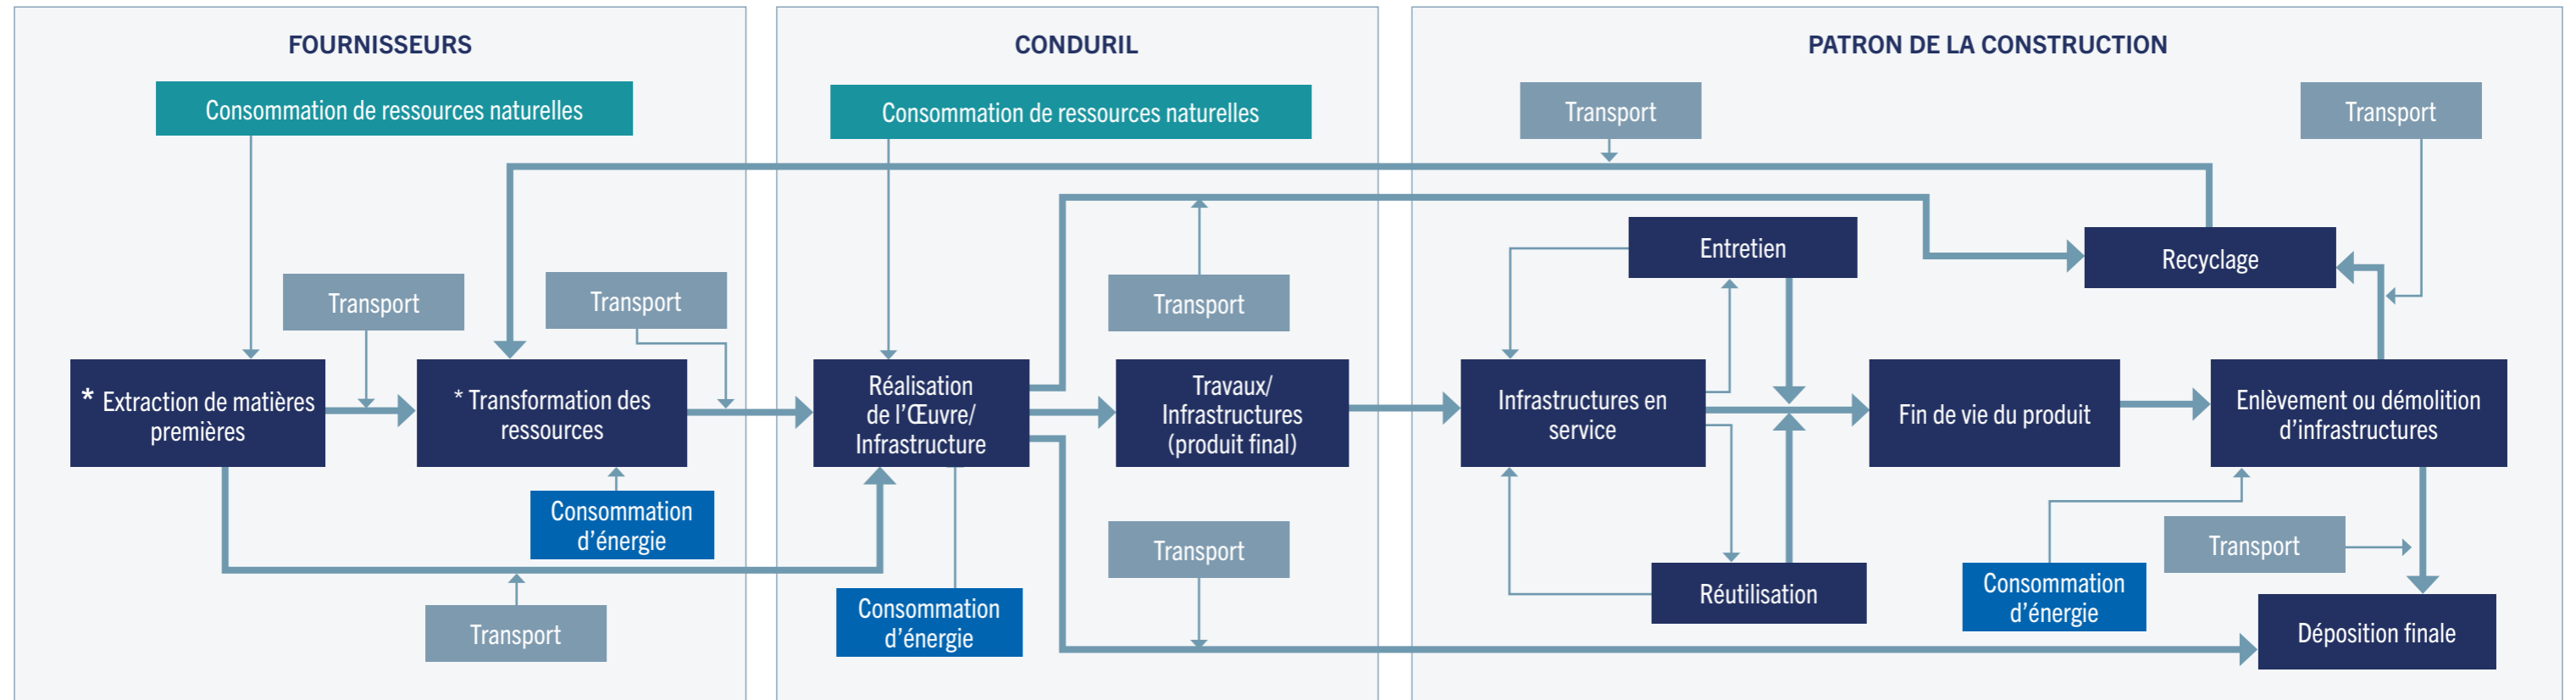 FOURNISSEURS
Consommation de ressources naturelles
Transport
Transport
* Extraction de matières
premières
* Transformation des
ressources
Consommation
d’énergie
Transport
CONDURIL
Consommation de ressources naturelles
Transport
Réalisation
de l’Œuvre/
Infrastructure
Travaux/
Infrastructures
(produit final)
Transport
Consommation
d’énergie
PATRON DE LA CONSTRUCTION
Transport
Transport
Entretien
Recyclage
Infrastructures en
service
Fin de vie du produit
Enlèvement ou démolition
d’infrastructures
Transport
Réutilisation
Consommation
d’énergie
Déposition finale